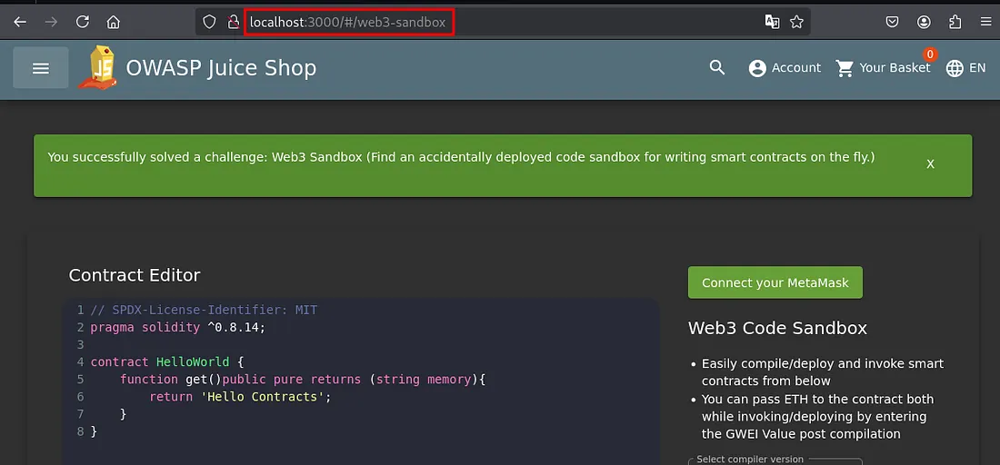 localhost:3000/#/web3-sandbox
OWASP Juice Shop
Account
Your Basket
0
EN
You successfully solved a challenge: Web3 Sandbox (Find an accidentally deployed code sandbox for writing smart contracts on the fly.)
X
Contract Editor
1 // SPDX-License-Identifier: MIT
2 pragma solidity ^0.8.14;
3
4 contract HelloWorld {
5     function get()public pure returns (string memory){
6         return 'Hello Contracts';
7     }
8 }
Connect your MetaMask
Web3 Code Sandbox
• Easily compile/deploy and invoke smart
contracts from below
• You can pass ETH to the contract both
while invoking/deploying by entering
the GWEI Value post compilation
Select compiler version